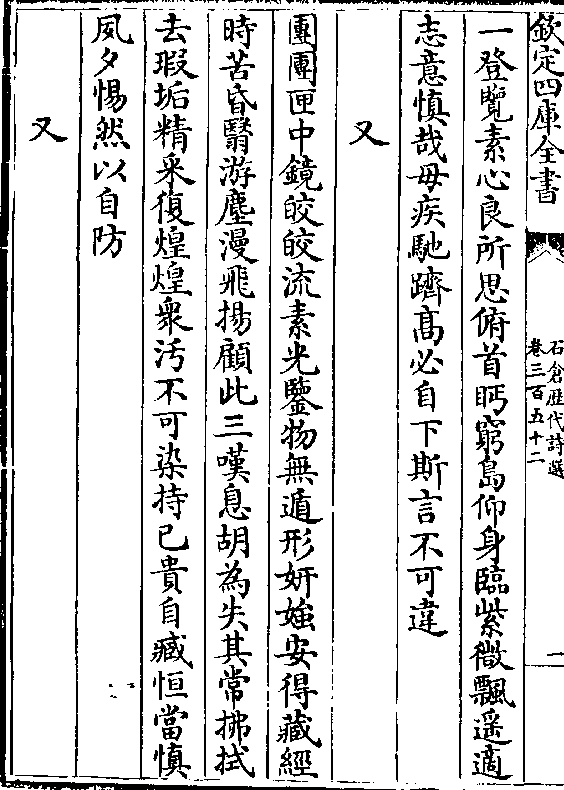 欽定四庫全書
石倉歴代詩選
卷三百五十二
一
一登覽素心良所思俯首眄窮島仰身臨紫微飄遥適
志意慎哉毋疾馳躋髙必自下斯言不可違
又
團團匣中鏡皎皎流素光鑒物無遁形妍媸安得藏經
時苦昏翳游塵漫飛揚顧此三嘆息胡為失其常拂拭
去瑕垢精采復煌煌衆汚不可染持已貴自臧恒當慎
夙夕惕然以自防
又